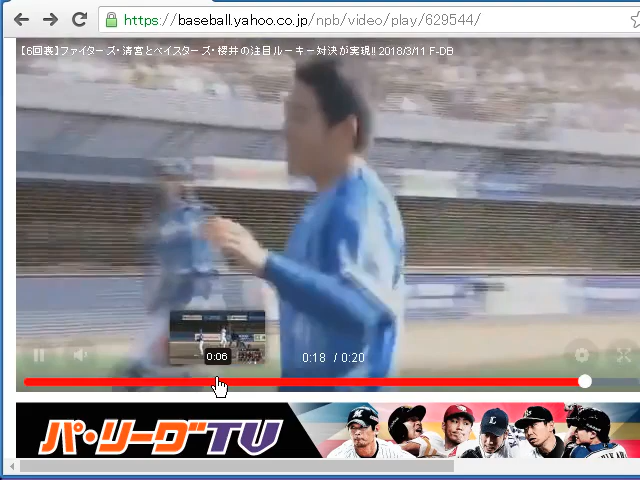 https://baseball.yahoo.co.jp/npb/video/play/629544/
【6回裏】ファイターズ・清宮とベイスターズ・櫻井の注目ルーキー対決が実現!! 2018/3/11 F-DB
0:06
0:18 / 0:20
パ・リーグTV